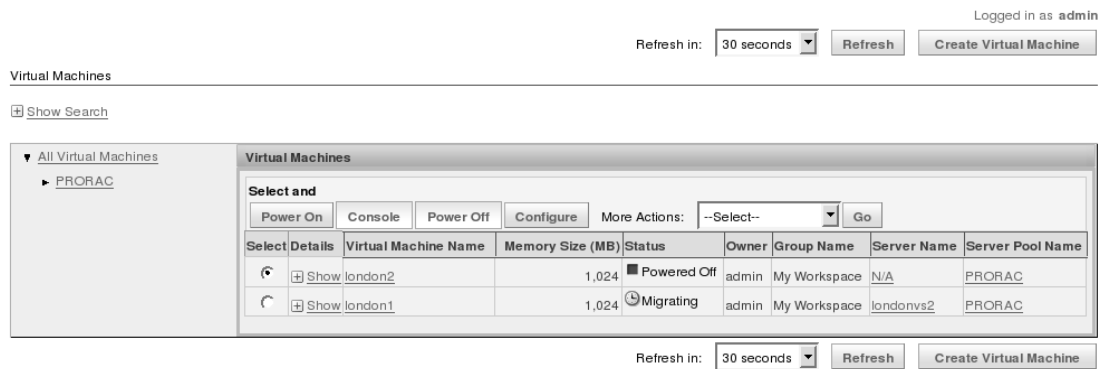 Logged in as admin
Refresh in: 30 seconds Refresh Create Virtual Machine
Virtual Machines
Show Search
All Virtual Machines
PRORAC
Virtual Machines
Select and
Power On Console Power Off Configure More Actions: --Select-- Go
Select Details Virtual Machine Name Memory Size (MB) Status Owner Group Name Server Name Server Pool Name
Show london2 1,024 Powered Off admin My Workspace N/A PRORAC
Show london1 1,024 Migrating admin My Workspace londonvs2 PRORAC
Refresh in: 30 seconds Refresh Create Virtual Machine